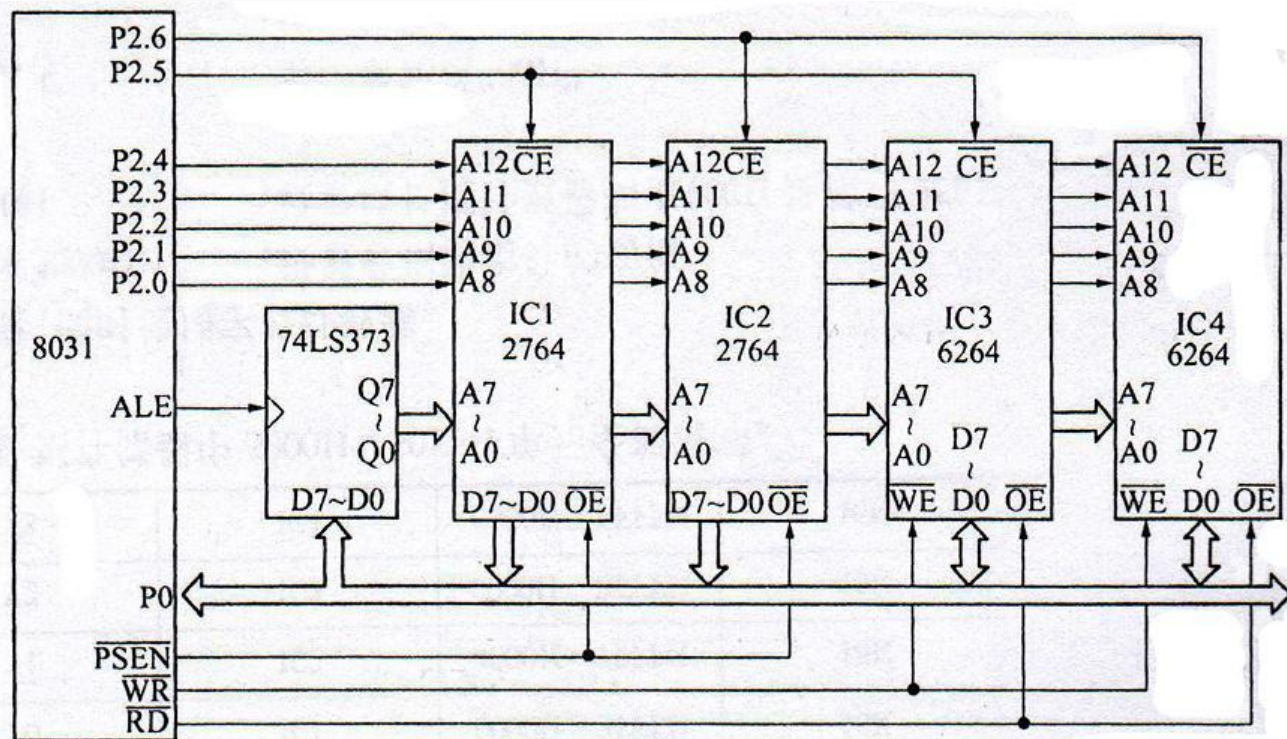 P2.6
P2.5
P2.4
P2.3
P2.2
P2.1
P2.0
8031
ALE
P0
PSEN
WR
RD
74LS373
Q7
Q0
D7~D0
A12 CE
A11
A10
A9
A8
IC1
2764
A7
~
A0
D7~D0 OE
A12 CE
A11
A10
A9
A8
IC2
2764
A7
~
A0
D7~D0 OE
A12 CE
A11
A10
A9
A8
IC3
6264
A7
~
A0
D7
~
WE D0 OE
A12 CE
A11
A10
A9
A8
IC4
6264
A7
~
A0
D7
~
WE D0 OE